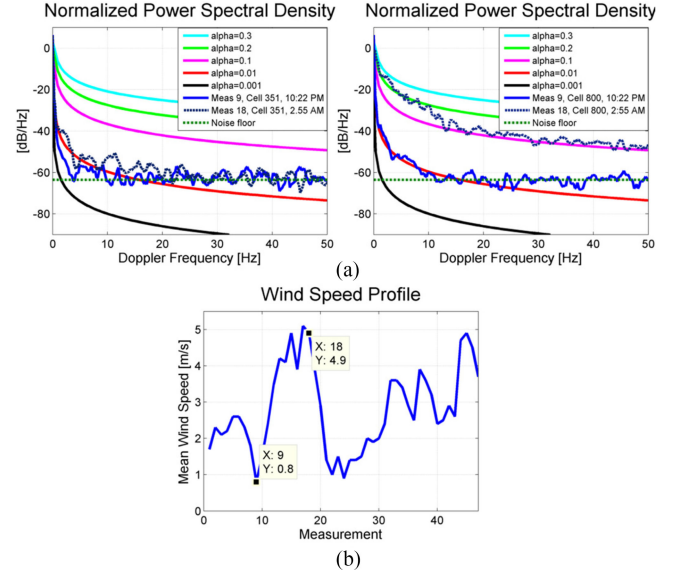 Normalized Power Spectral Density
0
-20
-40
-60
-80
[dB/Hz]
alpha=0.3
alpha=0.2
alpha=0.1
alpha=0.01
alpha=0.001
Meas 9, Cell 351, 10:22 PM
Meas 18, Cell 351, 2:55 AM
Noise floor
0 10 20 30 40 50
Doppler Frequency [Hz]
Normalized Power Spectral Density
0
-20
-40
-60
-80
[dB/Hz]
alpha=0.3
alpha=0.2
alpha=0.1
alpha=0.01
alpha=0.001
Meas 9, Cell 800, 10:22 PM
Meas 18, Cell 800, 2:55 AM
Noise floor
0 10 20 30 40 50
Doppler Frequency [Hz]
(a)
Wind Speed Profile
5
4
3
2
1
0
Mean Wind Speed [m/s]
X: 18
Y: 4.9
X: 9
Y: 0.8
0 10 20 30 40
Measurement
(b)